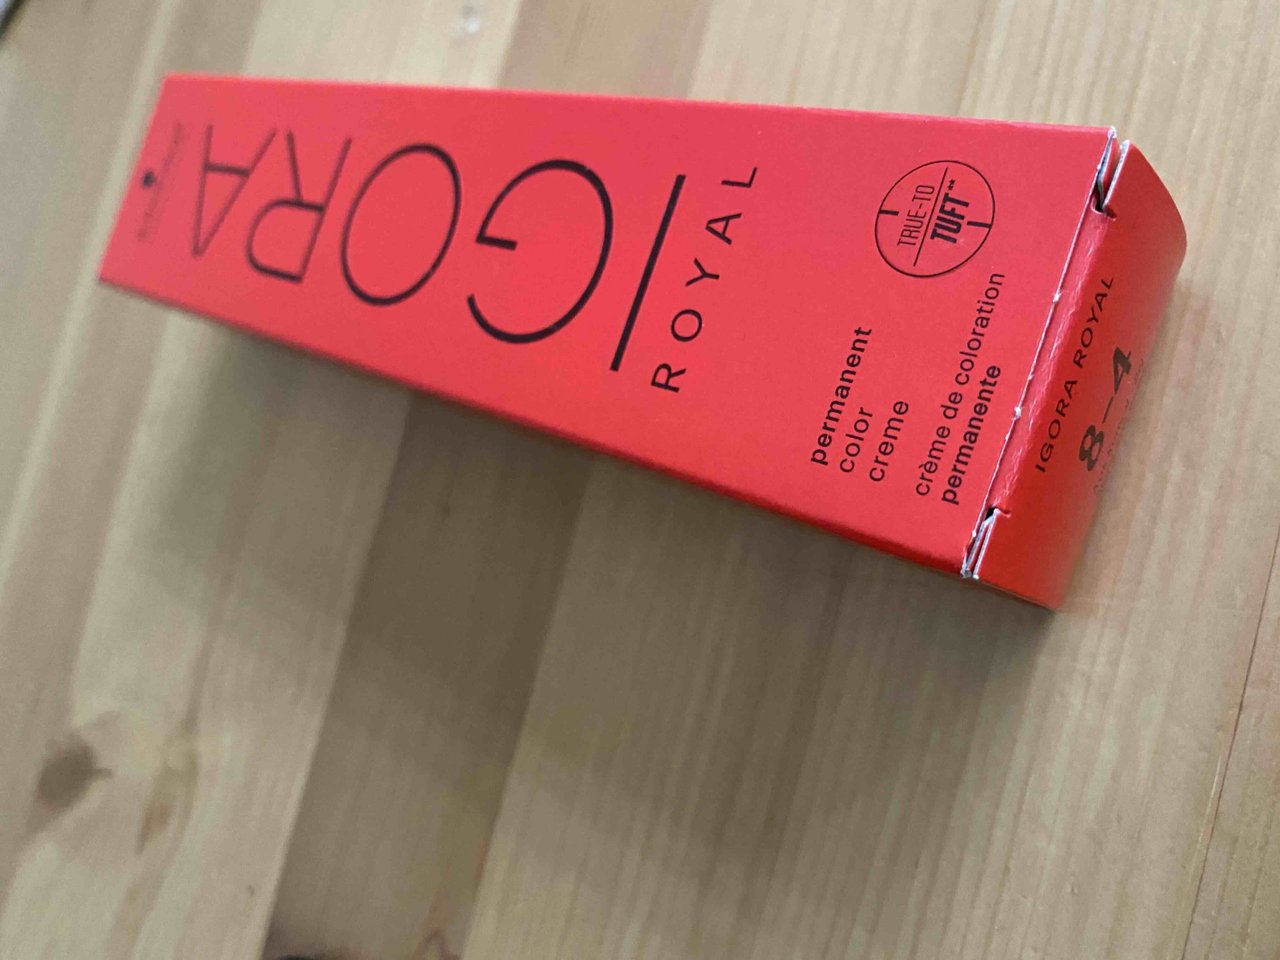 IGORA
ROYAL
TRUE-TO
TUFT**
permanent
color
creme
crème de coloration
permanente
IGORA ROYAL
8-4